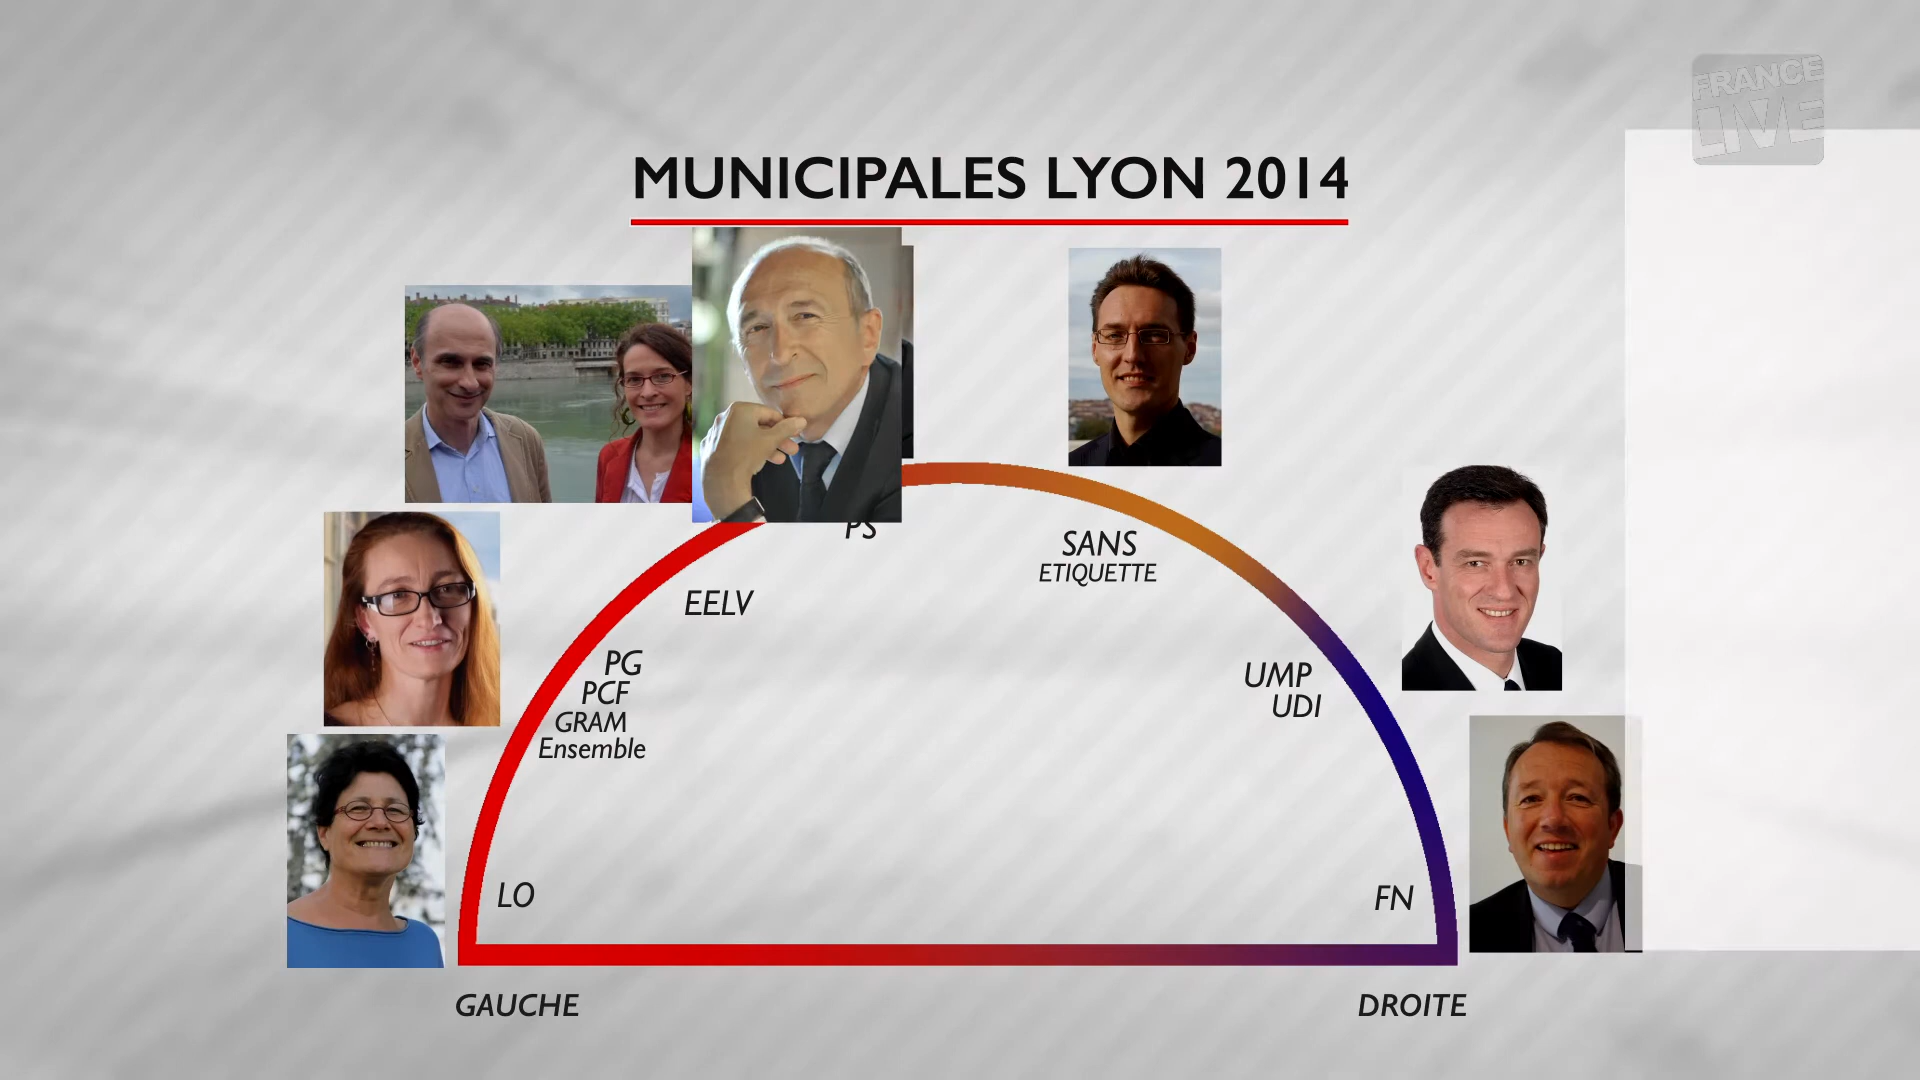 FRANCE
LIVE
MUNICIPALES LYON 2014
PS
SANS
ETIQUETTE
EELV
PG
PCF
GRAM
Ensemble
UMP
UDI
LO
FN
GAUCHE
DROITE